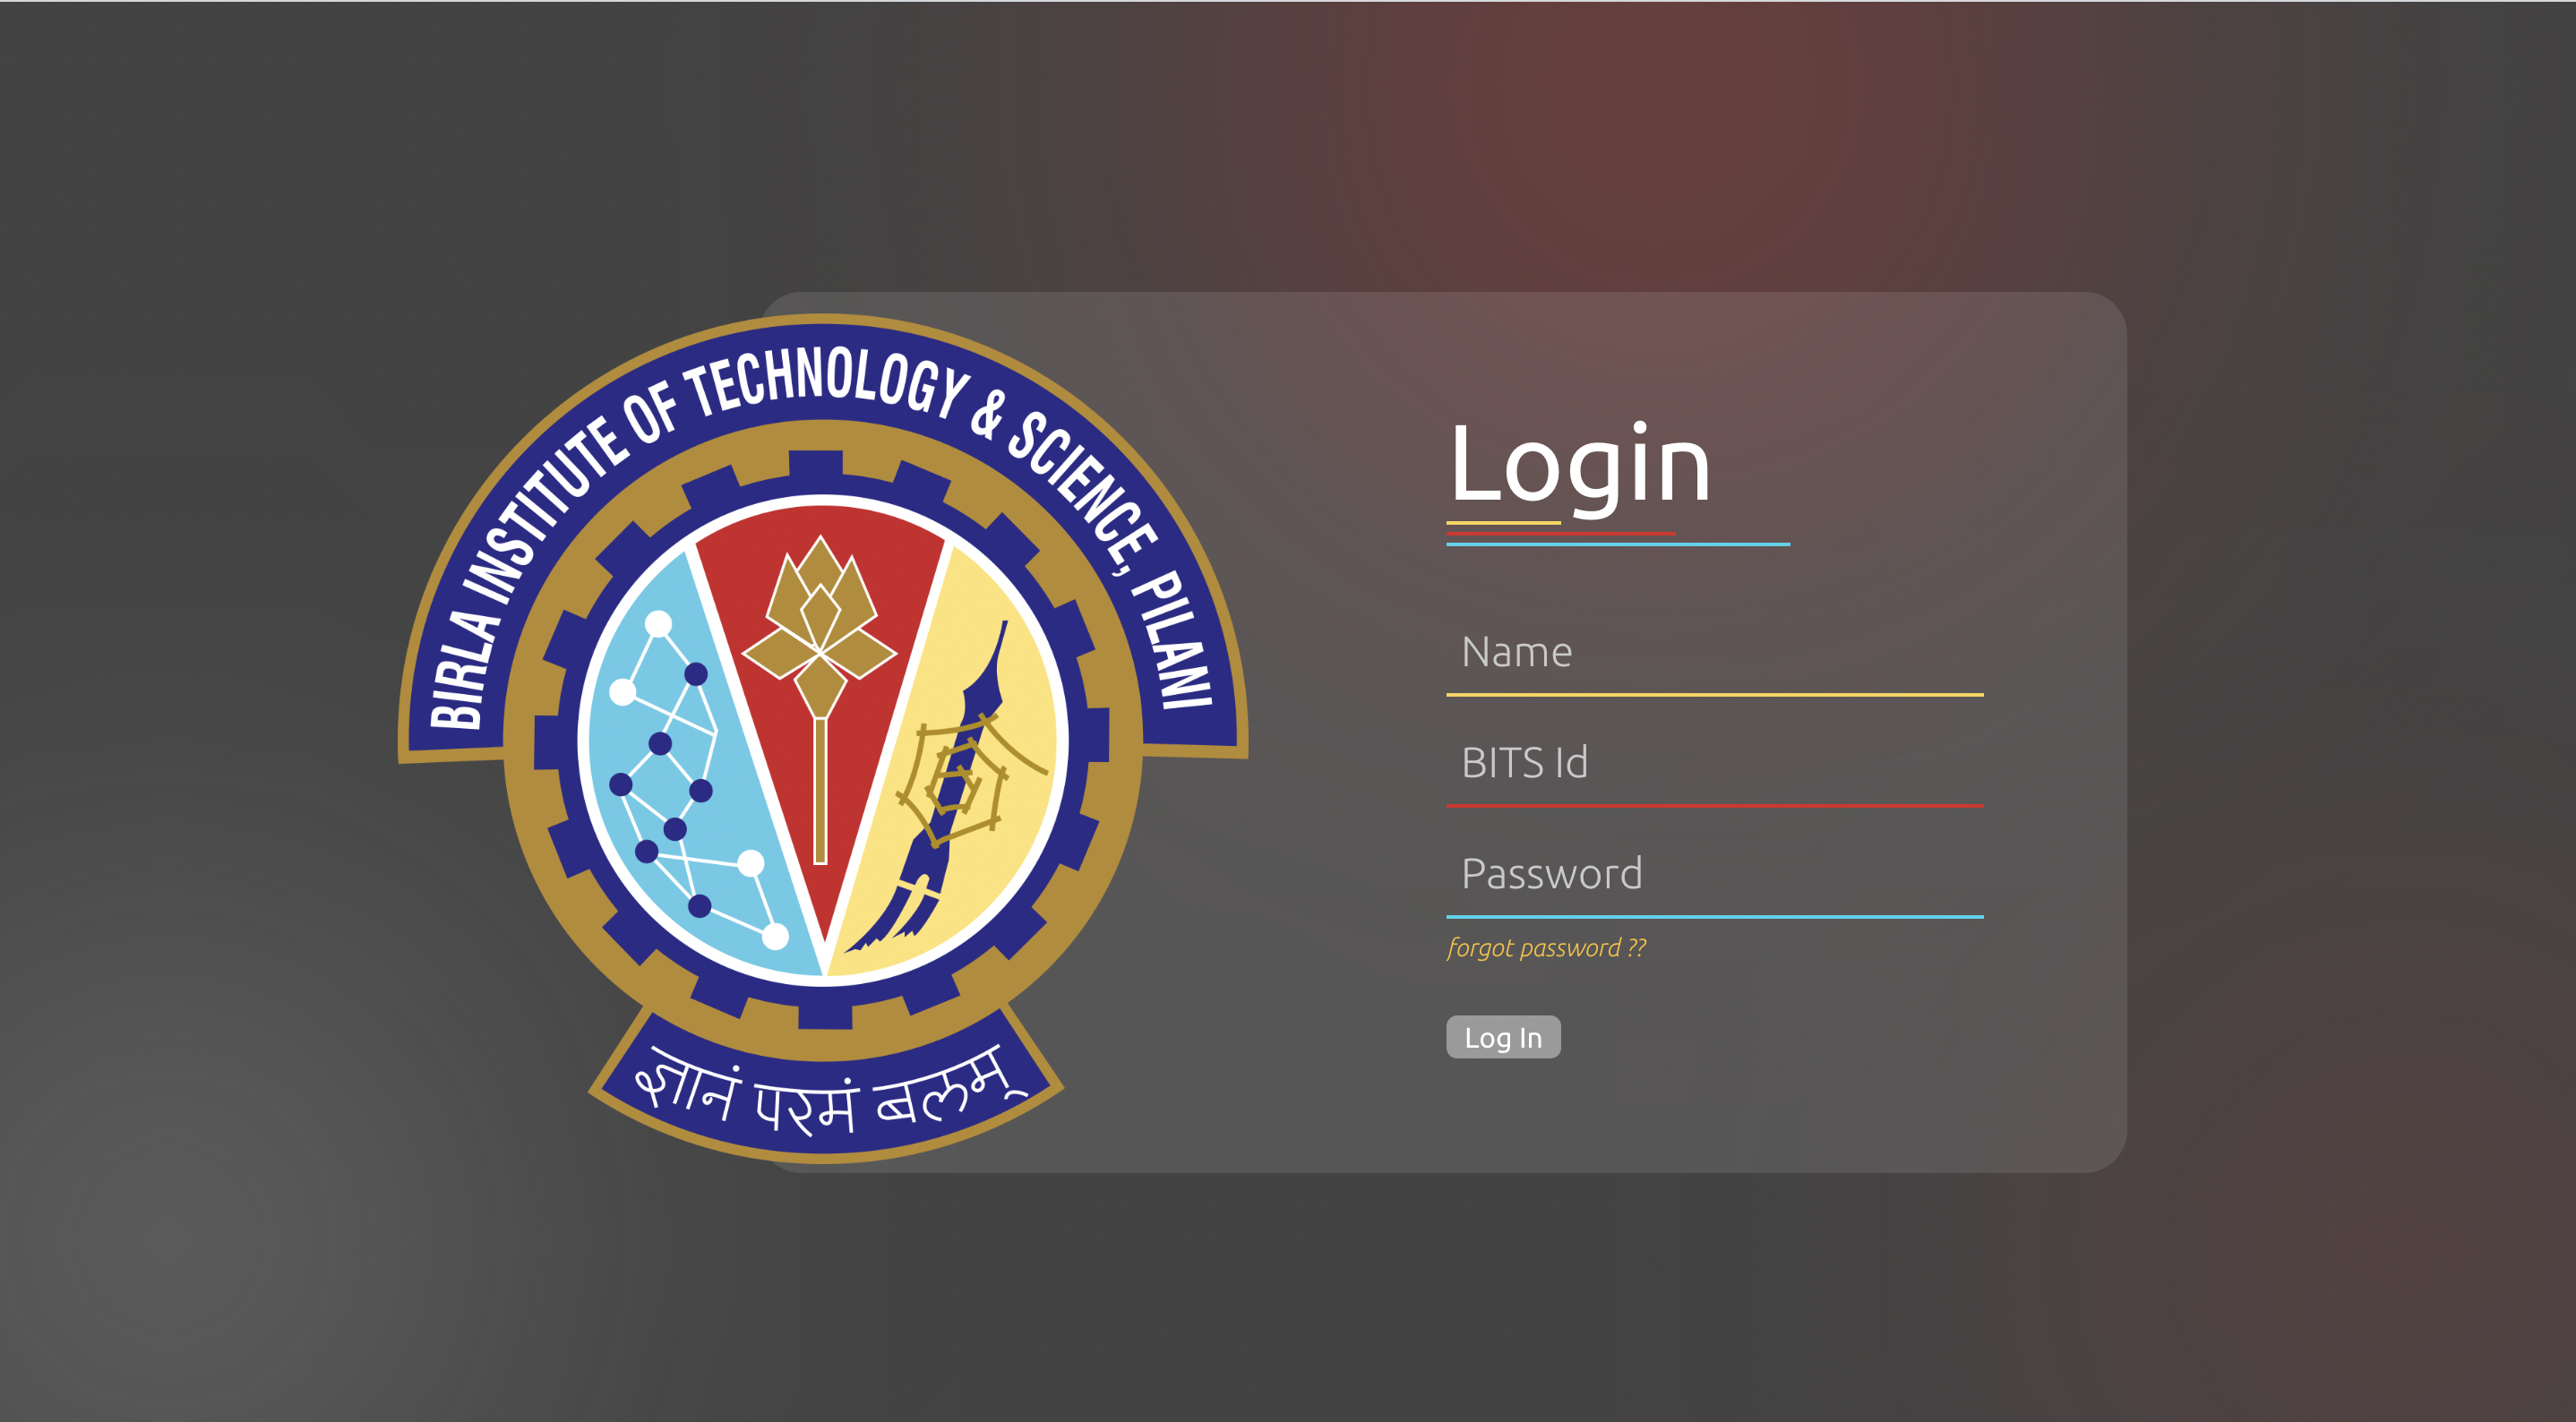 BIRLA INSTITUTE OF TECHNOLOGY & SCIENCE, PILANI
ज्ञानं परमं बलम्
Login
Name
BITS Id
Password
forgot password ??
Log In